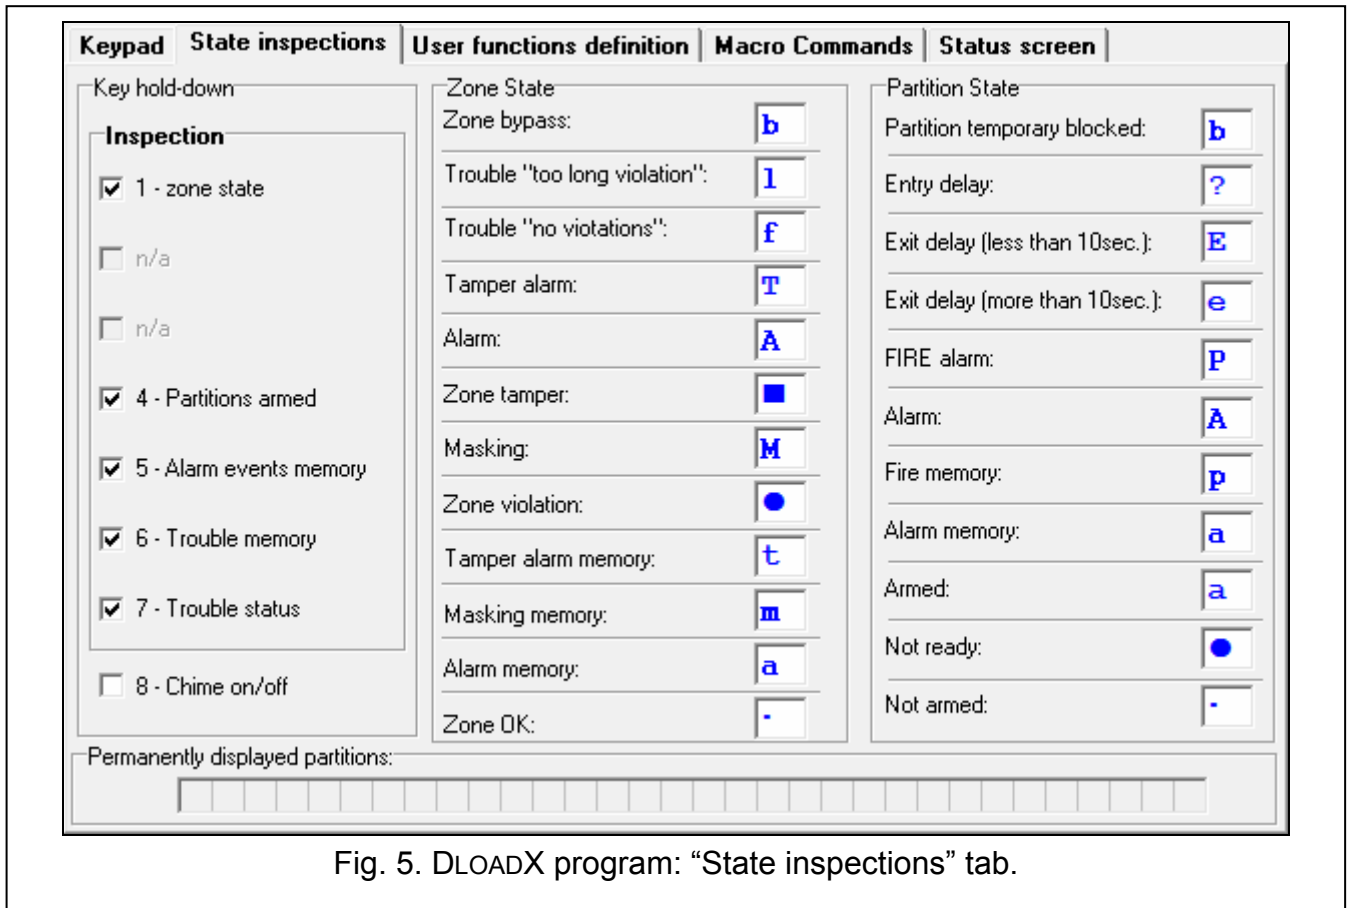 Keypad State inspections User functions definition Macro Commands Status screen
Key hold-down
Inspection
1 - zone state
n/a
n/a
4 - Partitions armed
5 - Alarm events memory
6 - Trouble memory
7 - Trouble status
8 - Chime on/off
Zone State
Zone bypass: b
Trouble "too long violation": l
Trouble "no viotations": f
Tamper alarm: T
Alarm: A
Zone tamper: ■
Masking: M
Zone violation: ●
Tamper alarm memory: t
Masking memory: m
Alarm memory: a
Zone OK: -
Partition State
Partition temporary blocked: b
Entry delay: ?
Exit delay (less than 10sec.): E
Exit delay (more than 10sec.): e
FIRE alarm: P
Alarm: A
Fire memory: p
Alarm memory: a
Armed: a
Not ready: ●
Not armed: -
Permanently displayed partitions:
Fig. 5. DLOADX program: “State inspections” tab.